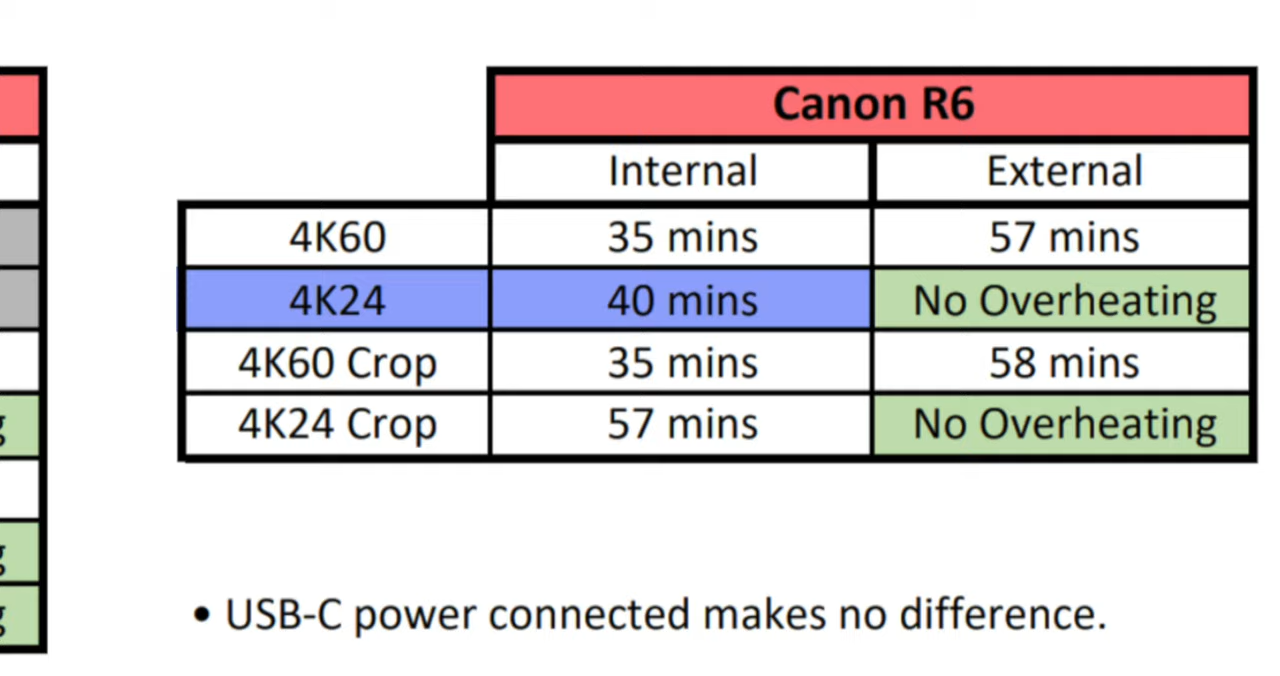 Canon R6
Internal External
4K60 35 mins 57 mins
4K24 40 mins No Overheating
4K60 Crop 35 mins 58 mins
4K24 Crop 57 mins No Overheating
• USB-C power connected makes no difference.